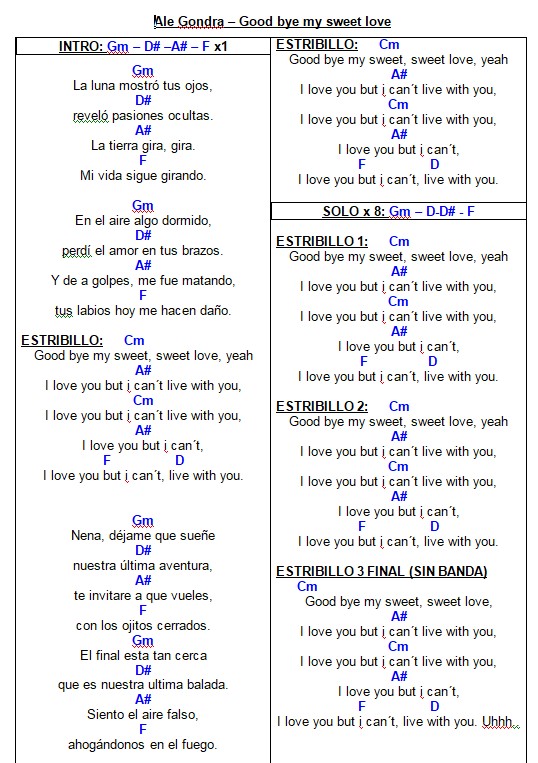 Ale Gondra – Good bye my sweet love
INTRO: Gm – D# –A# – F x1
Gm
La luna mostró tus ojos,
D#
reveló pasiones ocultas.
A#
La tierra gira, gira.
F
Mi vida sigue girando.
Gm
En el aire algo dormido,
D#
perdí el amor en tus brazos.
A#
Y de a golpes, me fue matando,
F
tus labios hoy me hacen daño.
ESTRIBILLO: Cm
Good bye my sweet, sweet love, yeah
A#
I love you but i can´t live with you,
Cm
I love you but i can´t live with you,
A#
I love you but i can´t,
F D
I love you but i can´t, live with you.
Gm
Nena, déjame que sueñe
D#
nuestra última aventura,
A#
te invitare a que vueles,
F
con los ojitos cerrados.
Gm
El final esta tan cerca
D#
que es nuestra ultima balada.
A#
Siento el aire falso,
F
ahogándonos en el fuego.
ESTRIBILLO: Cm
Good bye my sweet, sweet love, yeah
A#
I love you but i can´t live with you,
Cm
I love you but i can´t live with you,
A#
I love you but i can´t,
F D
I love you but i can´t, live with you.
SOLO x 8: Gm – D-D# - F
ESTRIBILLO 1: Cm
Good bye my sweet, sweet love, yeah
A#
I love you but i can´t live with you,
Cm
I love you but i can´t live with you,
A#
I love you but i can´t,
F D
I love you but i can´t, live with you.
ESTRIBILLO 2: Cm
Good bye my sweet, sweet love, yeah
A#
I love you but i can´t live with you,
Cm
I love you but i can´t live with you,
A#
I love you but i can´t,
F D
I love you but i can´t, live with you.
ESTRIBILLO 3 FINAL (SIN BANDA)
Cm
Good bye my sweet, sweet love,
A#
I love you but i can´t live with you,
Cm
I love you but i can´t live with you,
A#
I love you but i can´t,
F D
I love you but i can´t, live with you. Uhhh..